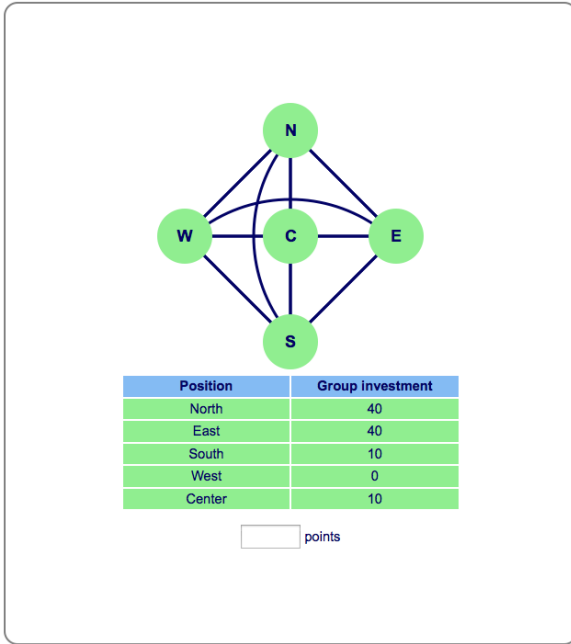 N
W C E
S
Position Group investment
North 40
East 40
South 10
West 0
Center 10
points